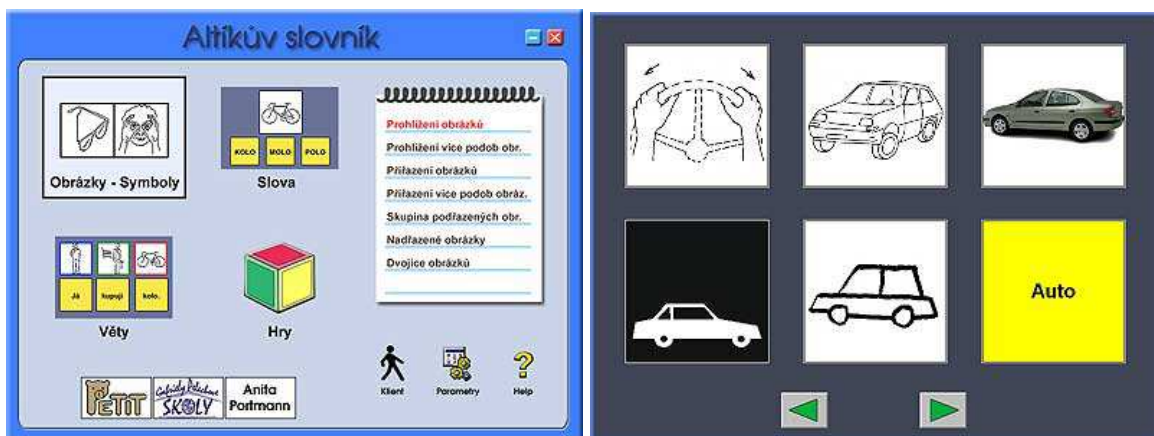 Altíkův slovník
Obrázky - Symboly
KOLO MOLO POLO
Slova
Prohlížení obrázků
Prohlížení více podob obr.
Přiřazení obrázků
Přiřazení více podob obráz.
Skupina podřazených obr.
Nadřazené obrázky
Dvojice obrázků
Já kupuji kolo.
Věty
Hry
PETIT
ŠKOLY
Anita
Portmann
Klient
Parametry
Help
Auto